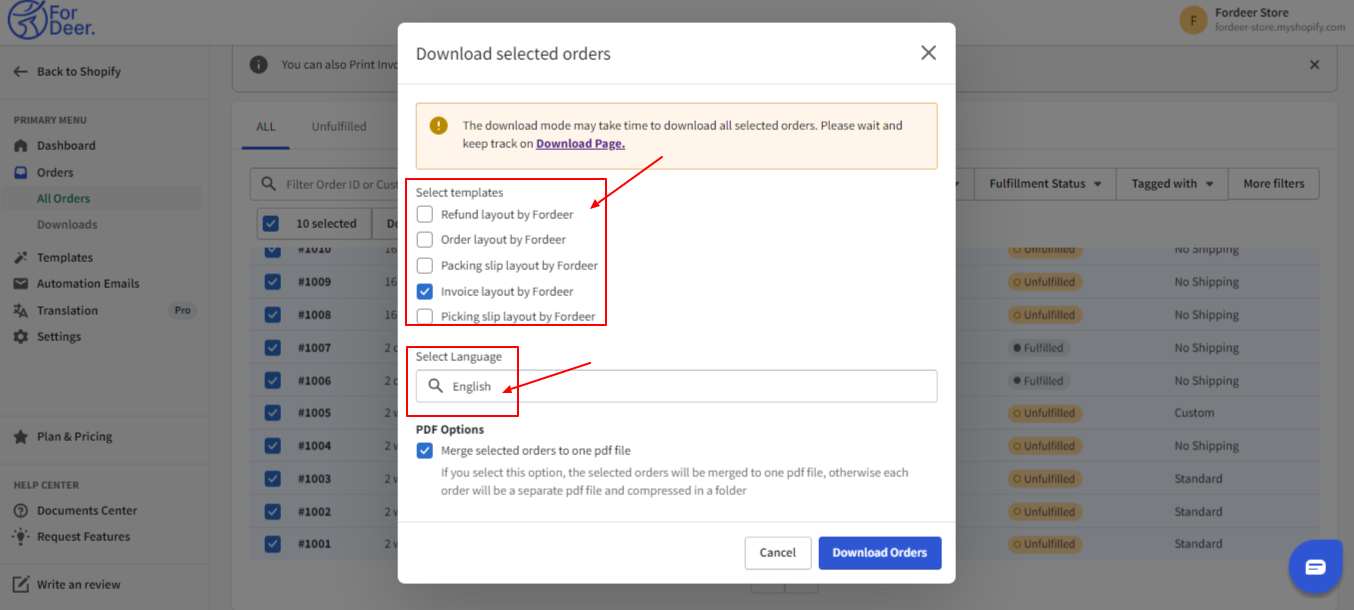 For
Deer.
Fordeer Store
F
fordeer-store.myshopify.com
Back to Shopify
PRIMARY MENU
Dashboard
Orders
All Orders
Downloads
Templates
Automation Emails
Translation Pro
Settings
Plan & Pricing
HELP CENTER
Documents Center
Request Features
Write an review
You can also Print
ALL Unfulfilled
Filter Order ID or
Fulfillment Status Tagged with More filters
10 selected
#1010 Unfulfilled No Shipping
#1009 16 Unfulfilled No Shipping
#1008 16 Unfulfilled No Shipping
#1007 2 Fulfilled No Shipping
#1006 2 Fulfilled No Shipping
#1005 2 Unfulfilled Custom
#1004 2 Unfulfilled No Shipping
#1003 2 Unfulfilled Standard
#1002 2 Unfulfilled Standard
#1001 2 Unfulfilled Standard
Download selected orders
The download mode may take time to download all selected orders. Please wait and
keep track on Download Page.
Select templates
Refund layout by Fordeer
Order layout by Fordeer
Packing slip layout by Fordeer
Invoice layout by Fordeer
Picking slip layout by Fordeer
Select Language
English
PDF Options
Merge selected orders to one pdf file
If you select this option, the selected orders will be merged to one pdf file, otherwise each
order will be a separate pdf file and compressed in a folder
Cancel Download Orders